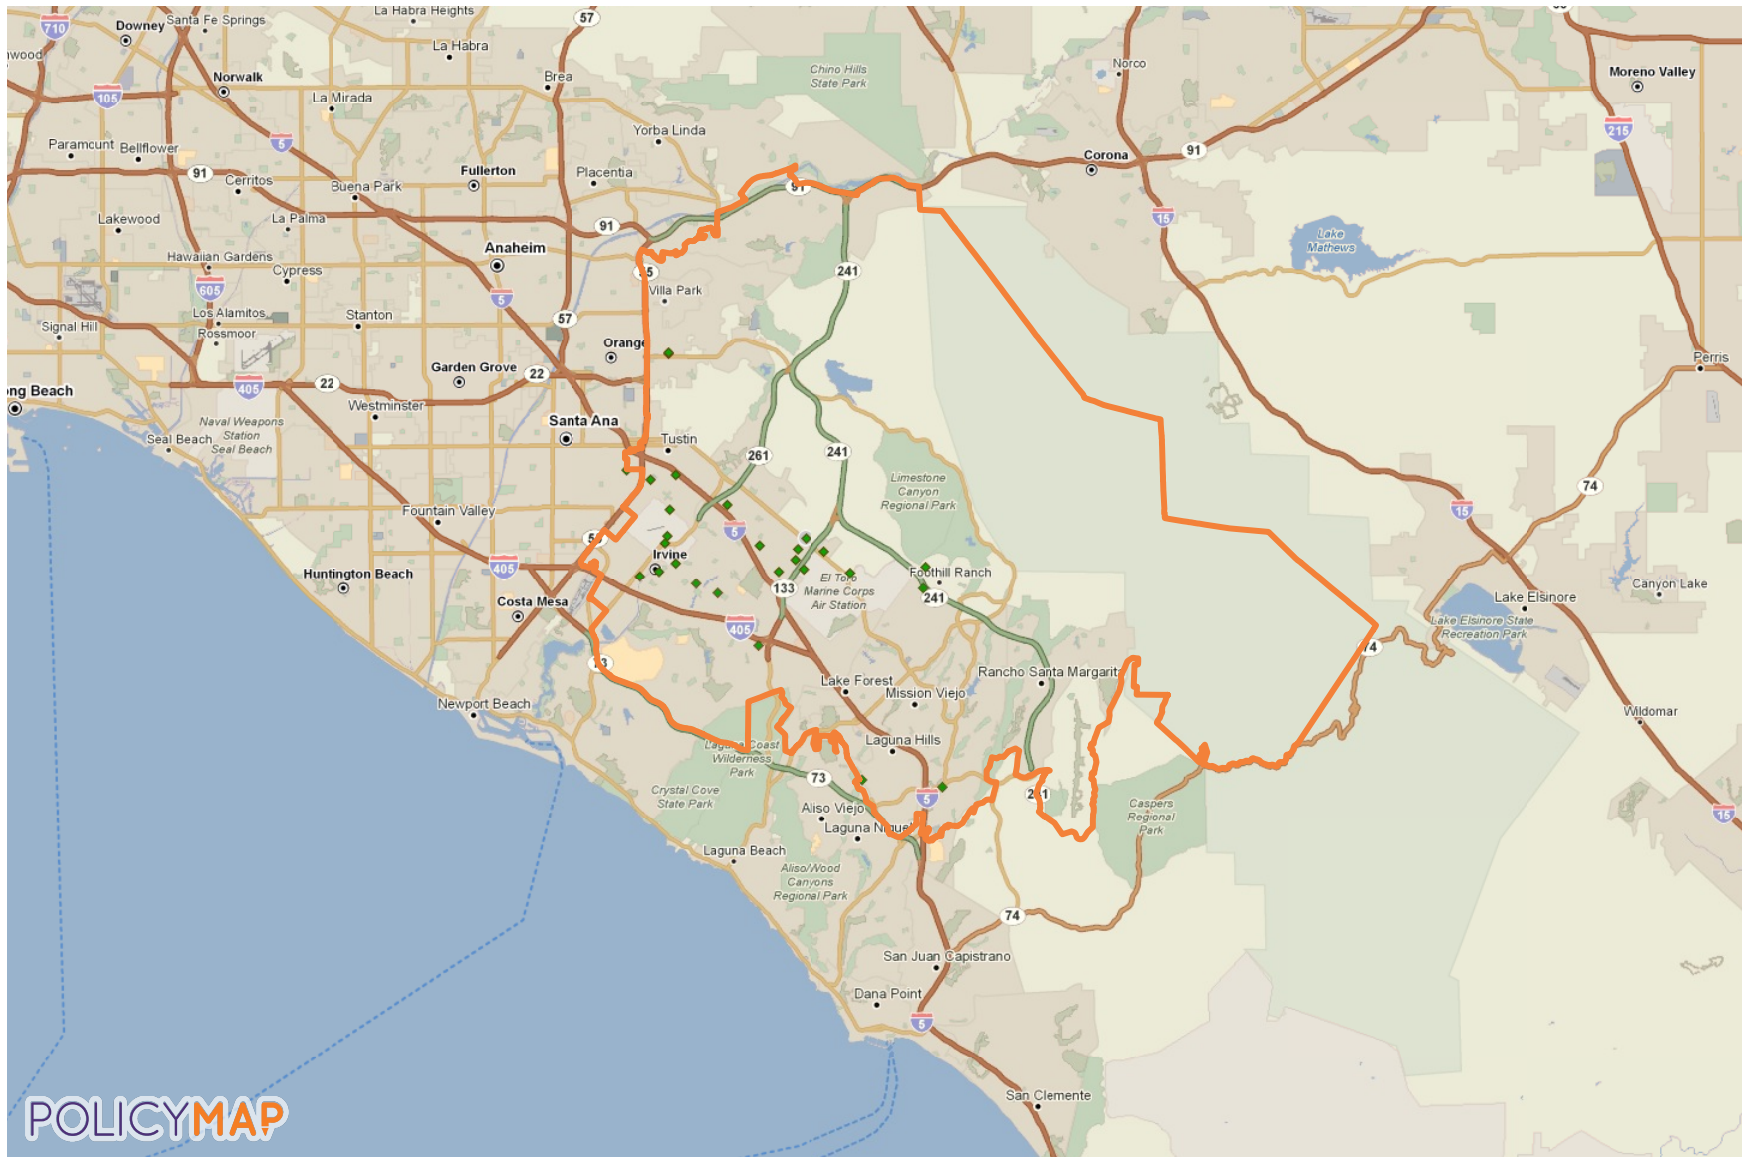 La Habra Heights
57
710
Downey
Santa Fe Springs
La Habra
Norwalk
Brea
Norco
Moreno Valley
Chino Hills
State Park
105
La Mirada
215
Yorba Linda
5
Paramount
Bellflower
91
Corona
91
Fullerton
Placentia
Cerritos
Buena Park
91
Lakewood
La Palma
91
15
Anaheim
Lake
Mathews
Hawaiian Gardens
Cypress
241
605
5
Villa Park
Los Alamitos
Rossmoor
Stanton
57
Signal Hill
Orange
Perris
Garden Grove
22
405
22
Westminster
Naval Weapons
Station
Seal Beach
Santa Ana
Seal Beach
Tustin
261
241
Limestone
Canyon
Regional Park
74
15
Fountain Valley
5
Irvine
405
Huntington Beach
Foothill Ranch
El Toro
Marine Corps
Air Station
133
241
Costa Mesa
Canyon Lake
Lake Elsinore
Lake Elsinore State
Recreation Park
405
74
Rancho Santa Margarit
Lake Forest
Mission Viejo
Newport Beach
Wildomar
Laguna Hills
Laguna Coast
Wilderness
Park
73
Crystal Cove
State Park
5
Aliso Viejo
Laguna Niguel
Caspers
Regional
Park
15
Laguna Beach
Aliso/Wood
Canyons
Regional Park
74
San Juan Capistrano
Dana Point
5
San Clemente
POLICYMAP